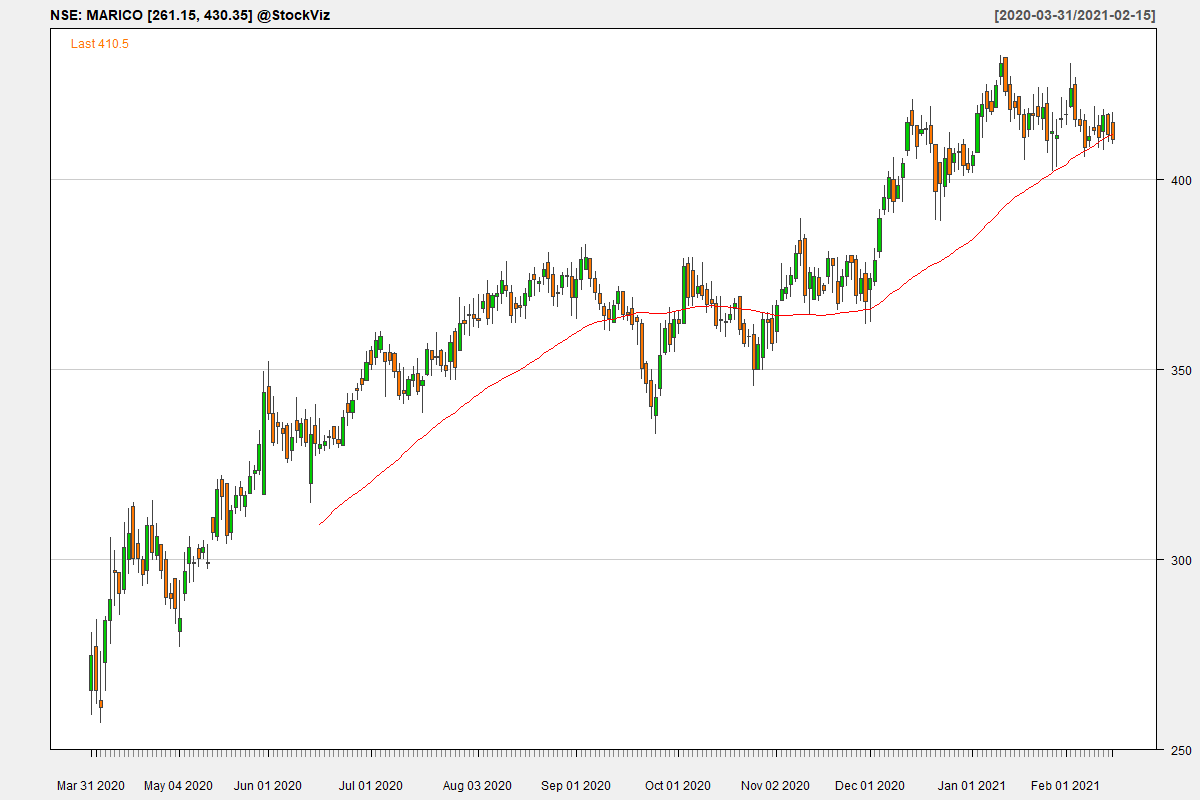 NSE: MARICO [261.15, 430.35] @StockViz
[2020-03-31/2021-02-15]
Last 410.5
400
350
300
250
Mar 31 2020
May 04 2020
Jun 01 2020
Jul 01 2020
Aug 03 2020
Sep 01 2020
Oct 01 2020
Nov 02 2020
Dec 01 2020
Jan 01 2021
Feb 01 2021